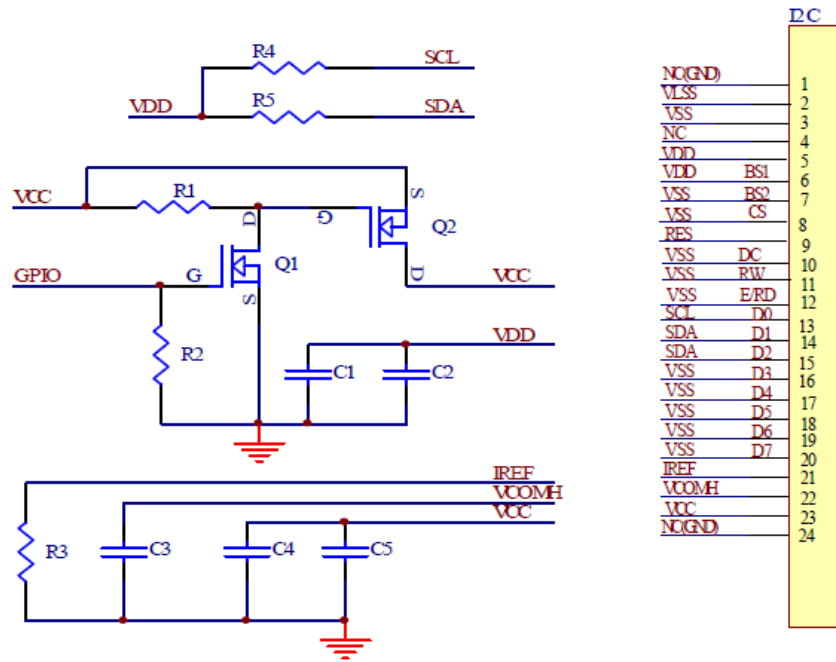 I2C
R4 SCL
VDD R5 SDA
VCC R1 D G S Q2
GPIO G Q1 S D VCC
R2 VDD
C1 C2
IREF
VCOMH
VCC
R3 C3 C4 C5
NC(GND) 1
VLSS 2
VSS 3
NC 4
VDD 5
VDD BS1 6
VSS BS2 7
VSS CS 8
RES 9
VSS DC 10
VSS RW 11
VSS E/RD 12
SCL D0 13
SDA D1 14
SDA D2 15
VSS D3 16
VSS D4 17
VSS D5 18
VSS D6 19
VSS D7 20
IREF 21
VCOMH 22
VCC 23
NC(GND) 24